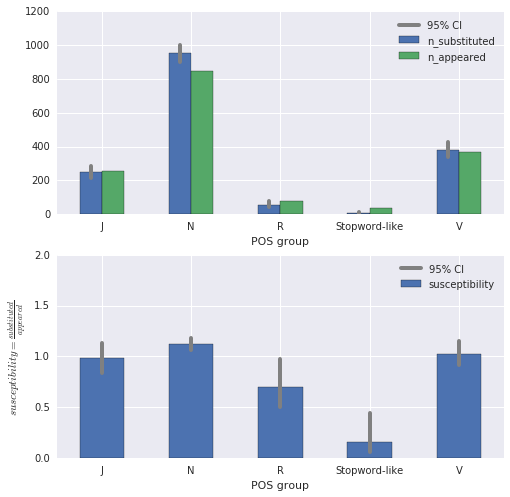 1200
1000
800
600
400
200
0
95% CI
n_substituted
n_appeared
J N R Stopword-like V
POS group
2.0
1.5
1.0
0.5
0.0
susceptibility = substituted/appeared
95% CI
susceptibility
J N R Stopword-like V
POS group